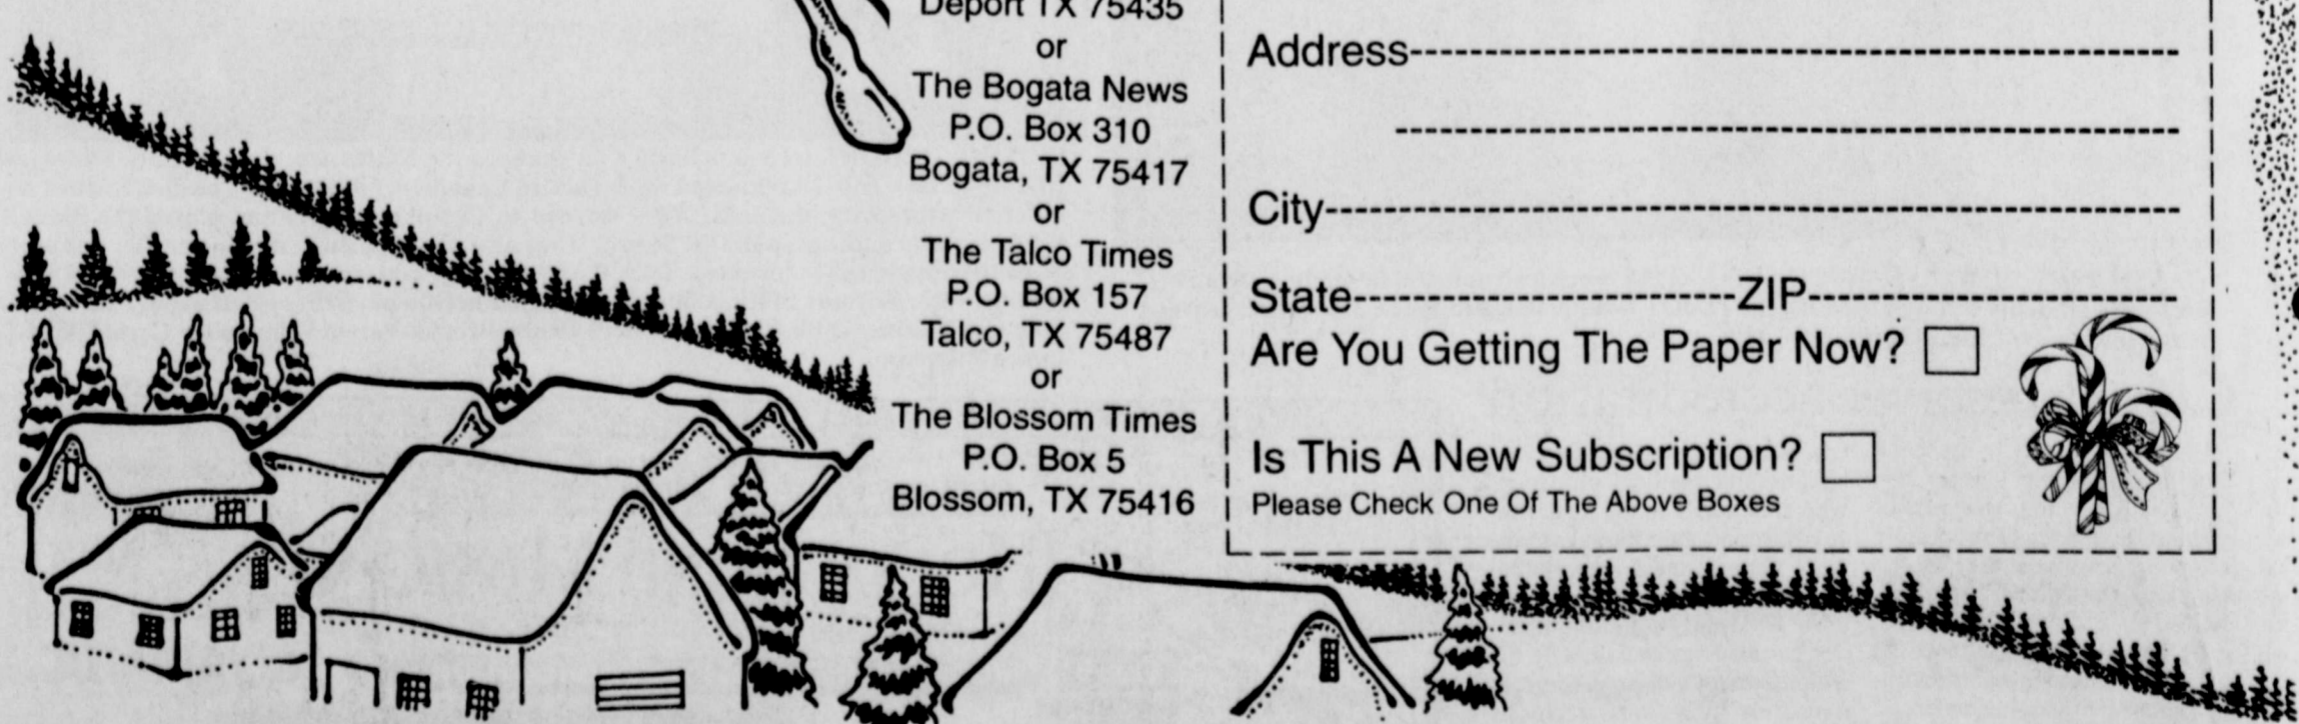 Deport TX 75435
or
The Bogata News
P.O. Box 310
Bogata, TX 75417
or
The Talco Times
P.O. Box 157
Talco, TX 75487
or
The Blossom Times
P.O. Box 5
Blossom, TX 75416
Address
City
State ZIP
Are You Getting The Paper Now?
Is This A New Subscription?
Please Check One Of The Above Boxes